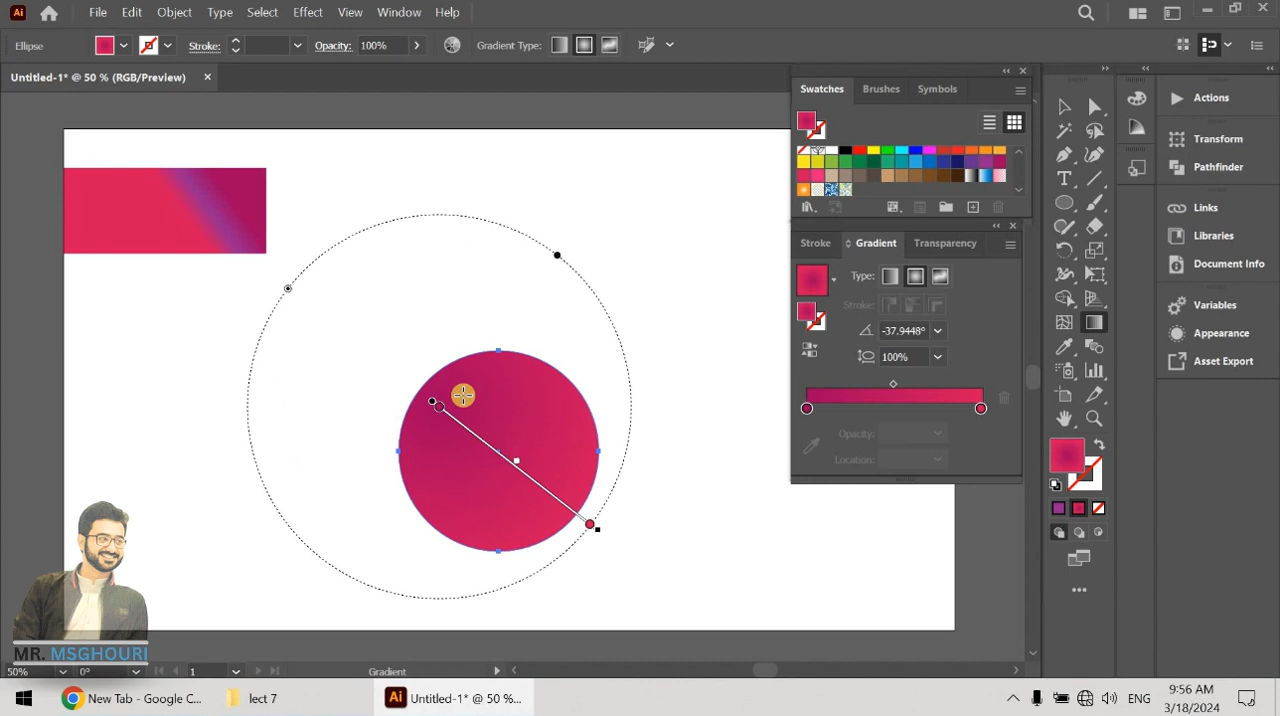 Ai File Edit Object Type Select Effect View Window Help
Ellipse Stroke: Opacity: 100% Gradient Type:
Untitled-1* @ 50 % (RGB/Preview)
Swatches Brushes Symbols
Stroke Gradient Transparency
Type:
Stroke:
-37.9448°
100%
Opacity:
Location:
Actions
Transform
Pathfinder
Links
Libraries
Document Info
Variables
Appearance
Asset Export
MR. MSGHOURI
50% 0° 1 Gradient
New Tab - Google C...
lect 7
Ai Untitled-1* @ 50 %...
ENG
9:56 AM
3/18/2024